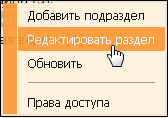 Добавить подраздел
Редактировать раздел
Обновить
Права доступа